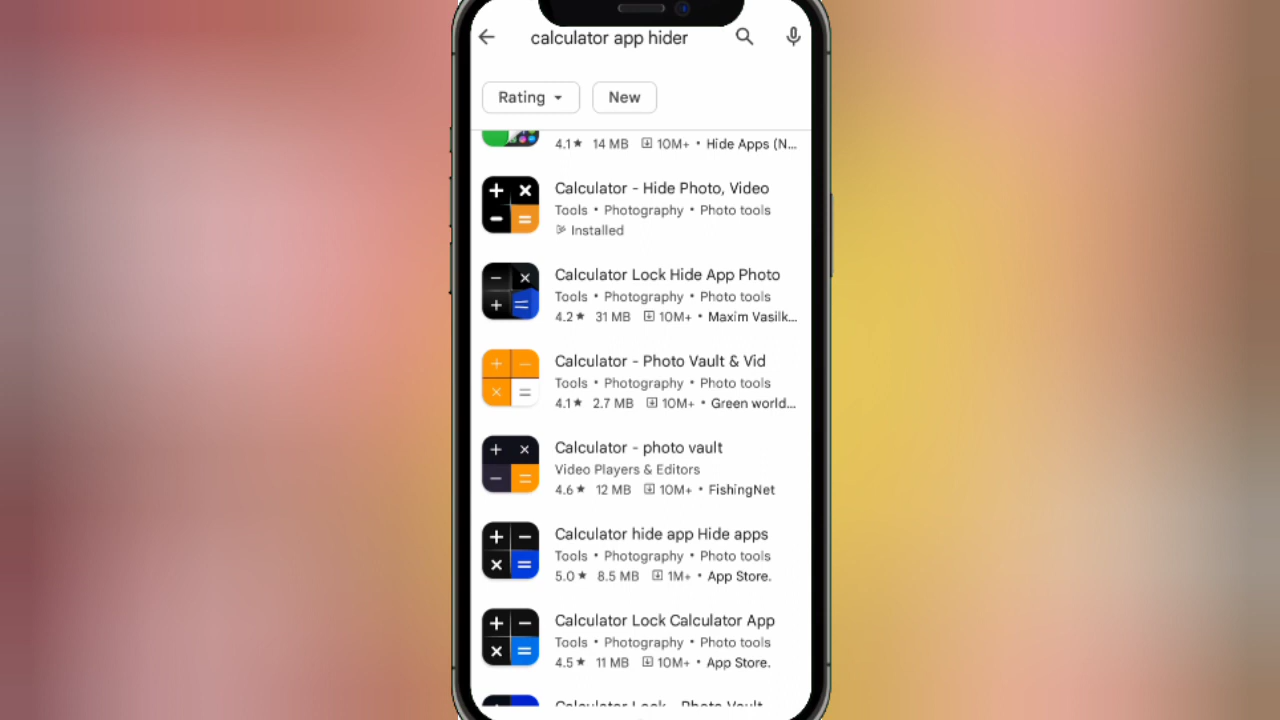 calculator app hider
Rating
New
4.1★ 14 MB 10M+ • Hide Apps (N...
Calculator - Hide Photo, Video
Tools • Photography • Photo tools
Installed
Calculator Lock Hide App Photo
Tools • Photography • Photo tools
4.2★ 31 MB 10M+ • Maxim Vasilk...
Calculator - Photo Vault & Vid
Tools • Photography • Photo tools
4.1★ 2.7 MB 10M+ • Green world...
Calculator - photo vault
Video Players & Editors
4.6★ 12 MB 10M+ • FishingNet
Calculator hide app Hide apps
Tools • Photography • Photo tools
5.0★ 8.5 MB 1M+ • App Store.
Calculator Lock Calculator App
Tools • Photography • Photo tools
4.5★ 11 MB 10M+ • App Store.
Calculator Lock - Photo Vault